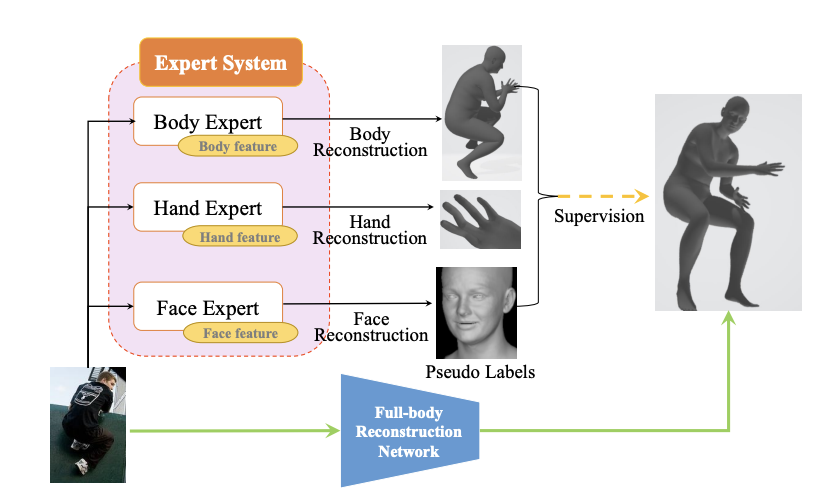 Expert System
Body Expert
Body feature
Body
Reconstruction
Hand Expert
Hand feature
Hand
Reconstruction
Supervision
Face Expert
Face feature
Face
Reconstruction
Pseudo Labels
Full-body
Reconstruction
Network